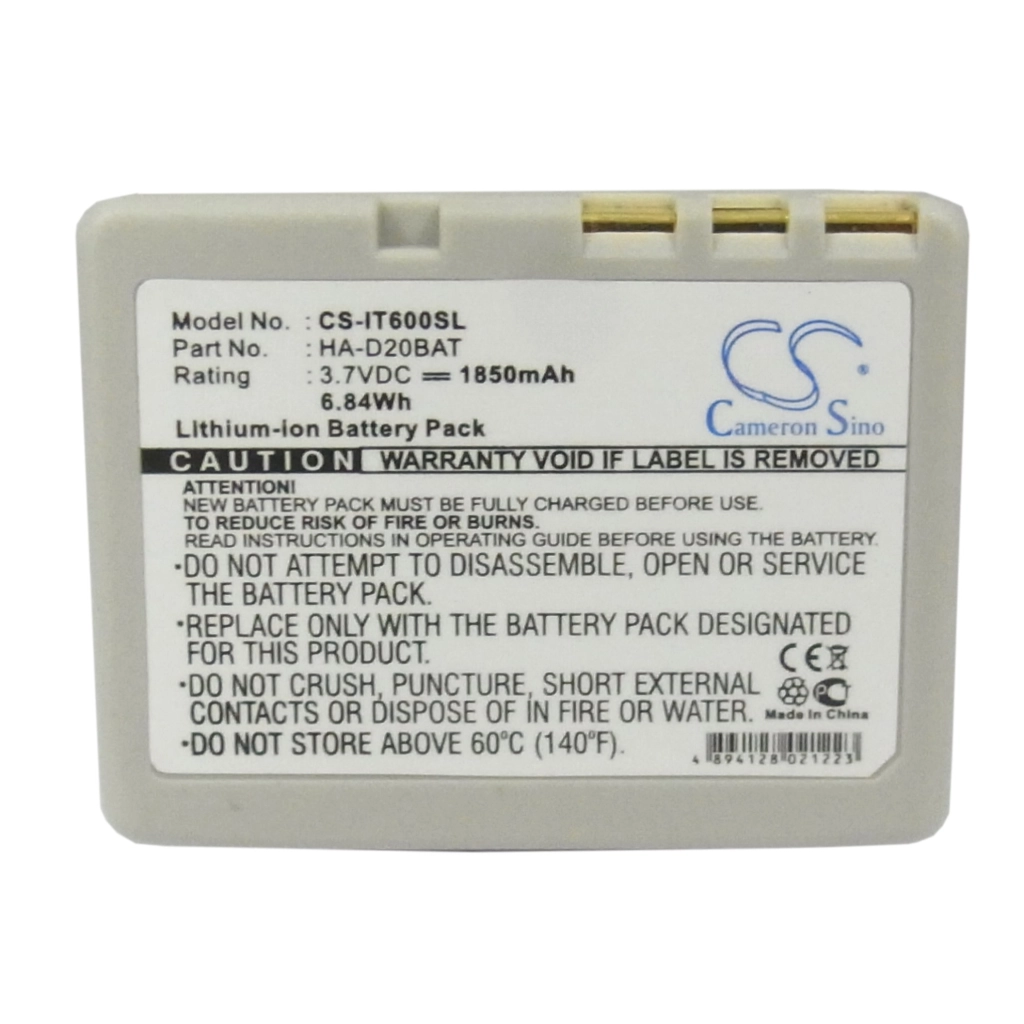 Model No. : CS-IT600SL
Part No. : HA-D20BAT
Rating : 3.7VDC ⎓ 1850mAh
6.84Wh
Lithium-ion Battery Pack
CS ®
Cameron Sino
CAUTION WARRANTY VOID IF LABEL IS REMOVED
ATTENTION!
NEW BATTERY PACK MUST BE FULLY CHARGED BEFORE USE.
TO REDUCE RISK OF FIRE OR BURNS.
READ INSTRUCTIONS IN OPERATING GUIDE BEFORE USING THE BATTERY.
·DO NOT ATTEMPT TO DISASSEMBLE, OPEN OR SERVICE
THE BATTERY PACK.
·REPLACE ONLY WITH THE BATTERY PACK DESIGNATED
FOR THIS PRODUCT.
·DO NOT CRUSH, PUNCTURE, SHORT EXTERNAL
CONTACTS OR DISPOSE OF IN FIRE OR WATER.
·DO NOT STORE ABOVE 60°C (140°F).
CE
Made In China
4 894128 021223